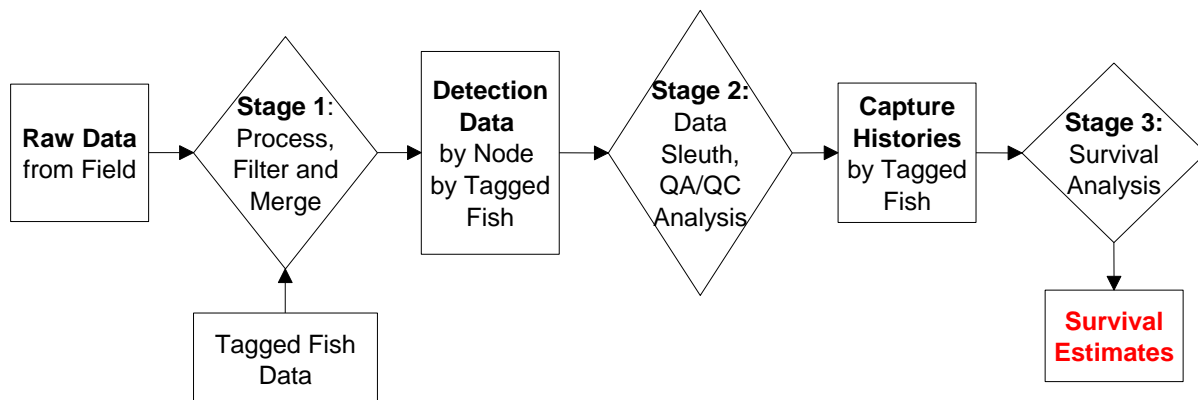 Raw Data
from Field
Stage 1:
Process,
Filter and
Merge
Tagged Fish
Data
Detection
Data
by Node
by Tagged
Fish
Stage 2:
Data
Sleuth,
QA/QC
Analysis
Capture
Histories
by Tagged
Fish
Stage 3:
Survival
Analysis
Survival
Estimates